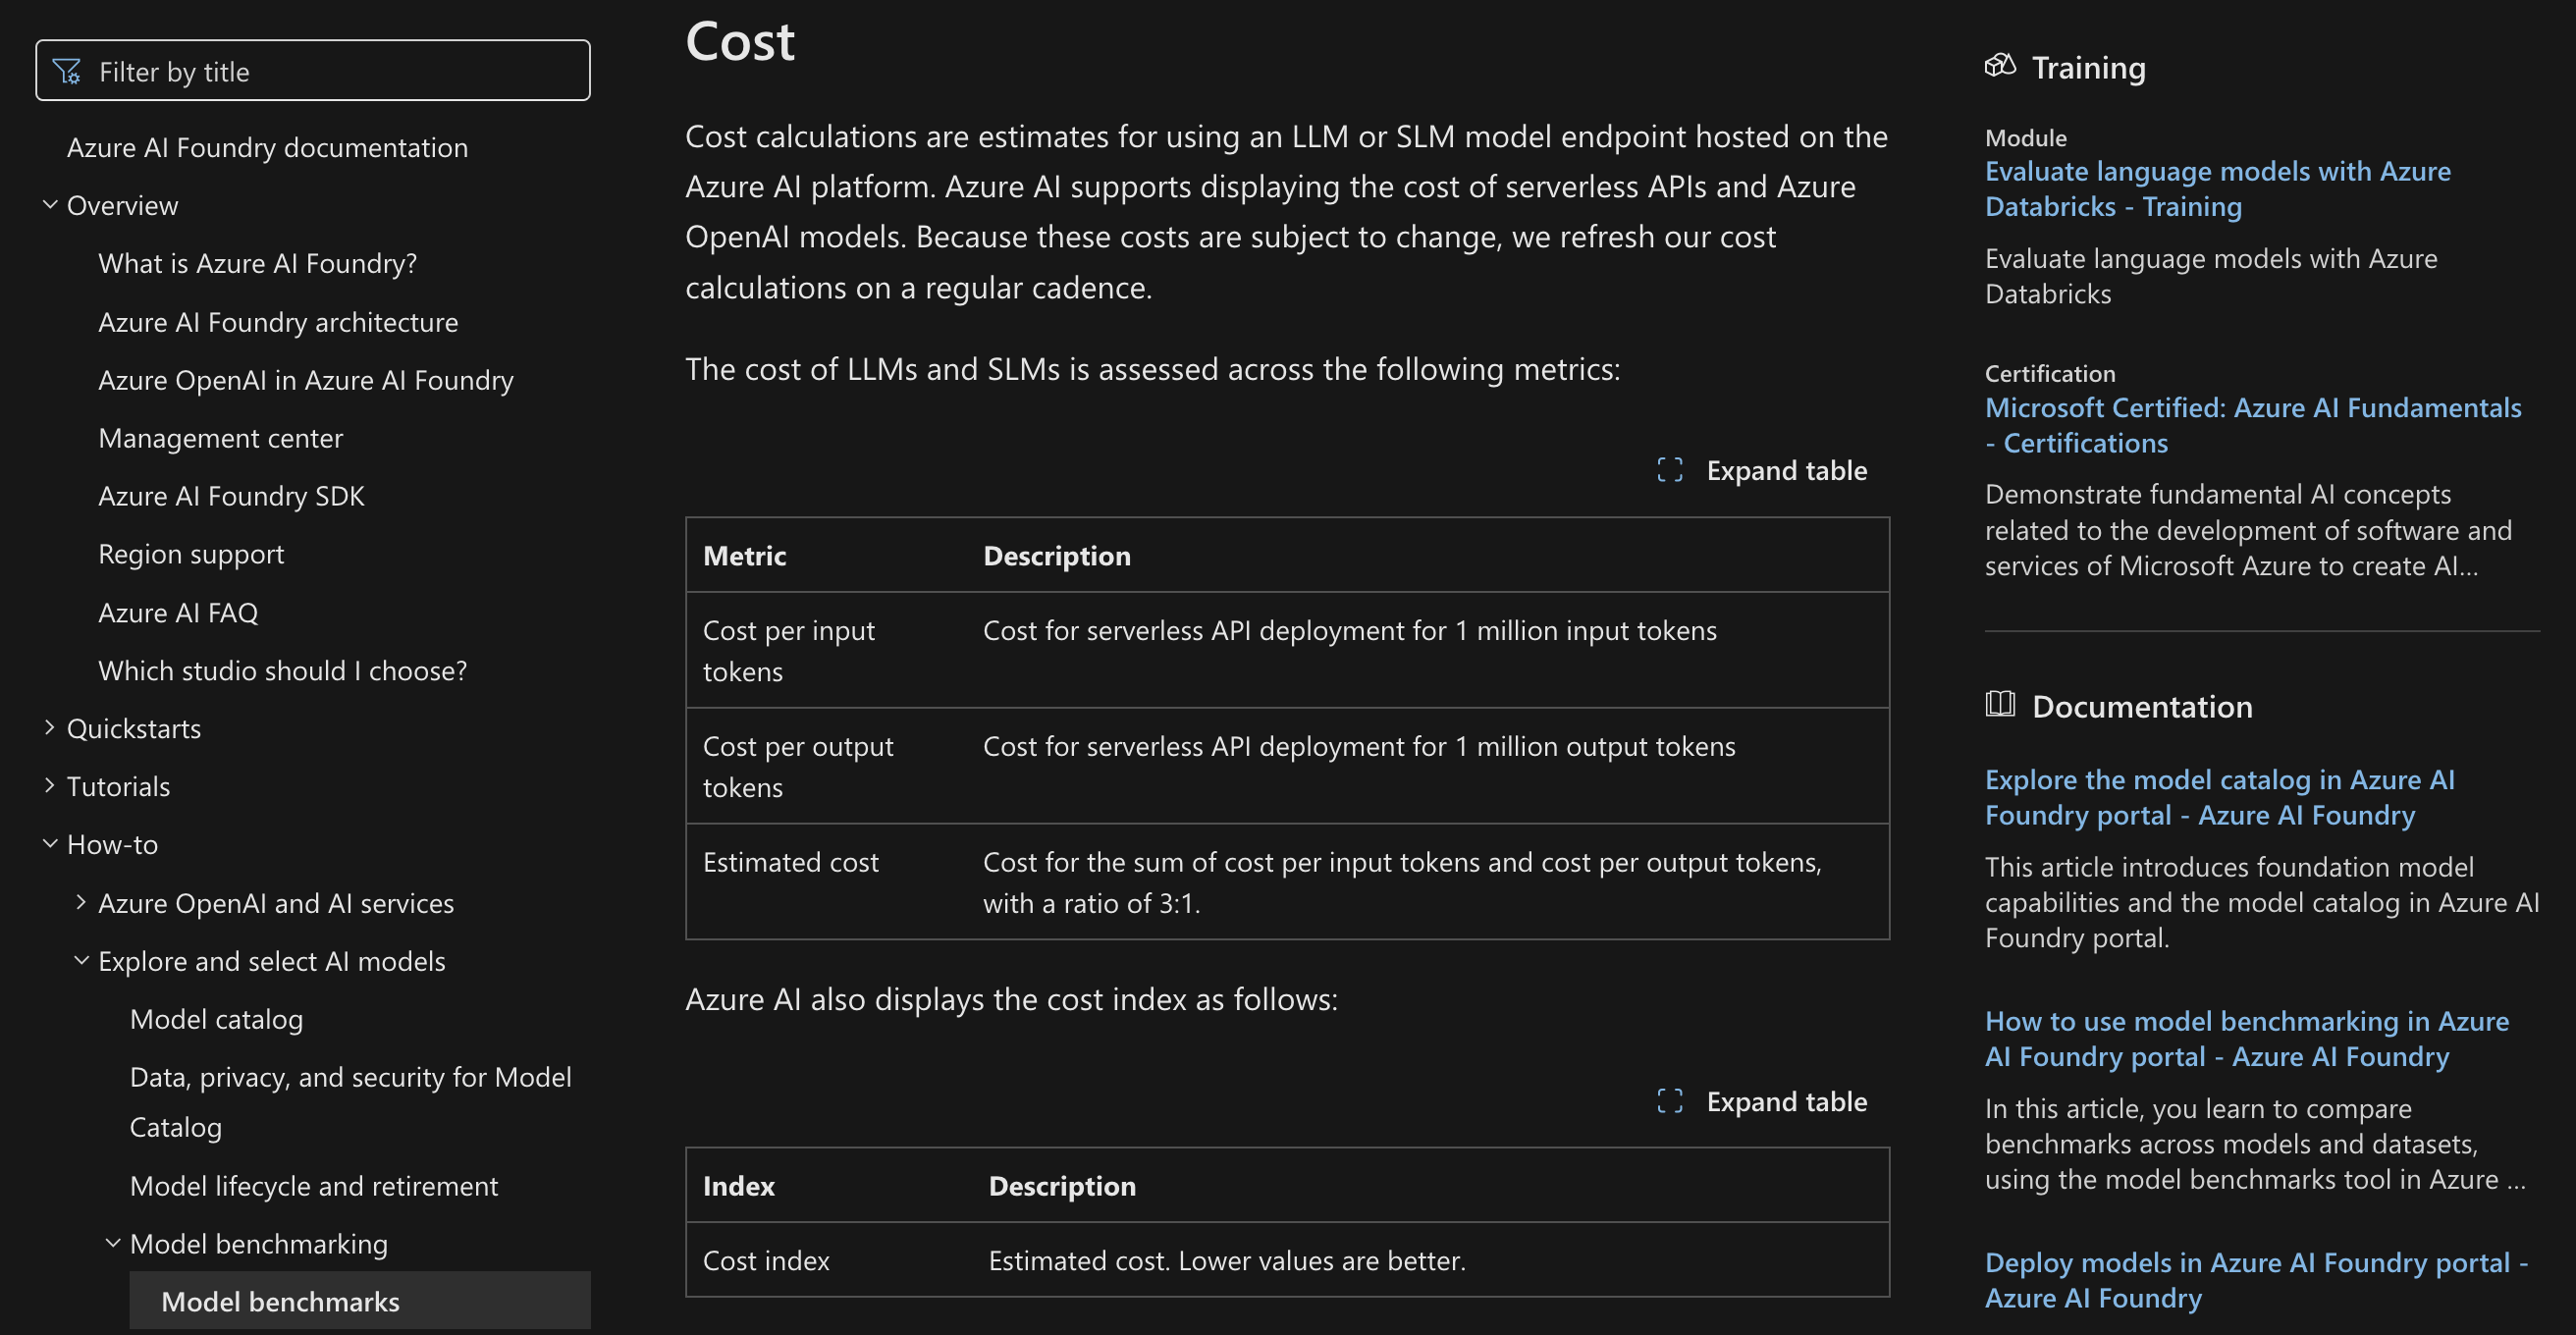 Filter by title
Azure AI Foundry documentation
Overview
What is Azure AI Foundry?
Azure AI Foundry architecture
Azure OpenAI in Azure AI Foundry
Management center
Azure AI Foundry SDK
Region support
Azure AI FAQ
Which studio should I choose?
Quickstarts
Tutorials
How-to
Azure OpenAI and AI services
Explore and select AI models
Model catalog
Data, privacy, and security for Model
Catalog
Model lifecycle and retirement
Model benchmarking
Model benchmarks
Cost
Cost calculations are estimates for using an LLM or SLM model endpoint hosted on the
Azure AI platform. Azure AI supports displaying the cost of serverless APIs and Azure
OpenAI models. Because these costs are subject to change, we refresh our cost
calculations on a regular cadence.
The cost of LLMs and SLMs is assessed across the following metrics:
Expand table
Metric Description
Cost per input Cost for serverless API deployment for 1 million input tokens
tokens
Cost per output Cost for serverless API deployment for 1 million output tokens
tokens
Estimated cost Cost for the sum of cost per input tokens and cost per output tokens,
with a ratio of 3:1.
Azure AI also displays the cost index as follows:
Expand table
Index Description
Cost index Estimated cost. Lower values are better.
Training
Module
Evaluate language models with Azure
Databricks - Training
Evaluate language models with Azure
Databricks
Certification
Microsoft Certified: Azure AI Fundamentals
- Certifications
Demonstrate fundamental AI concepts
related to the development of software and
services of Microsoft Azure to create AI...
Documentation
Explore the model catalog in Azure AI
Foundry portal - Azure AI Foundry
This article introduces foundation model
capabilities and the model catalog in Azure AI
Foundry portal.
How to use model benchmarking in Azure
AI Foundry portal - Azure AI Foundry
In this article, you learn to compare
benchmarks across models and datasets,
using the model benchmarks tool in Azure ...
Deploy models in Azure AI Foundry portal -
Azure AI Foundry